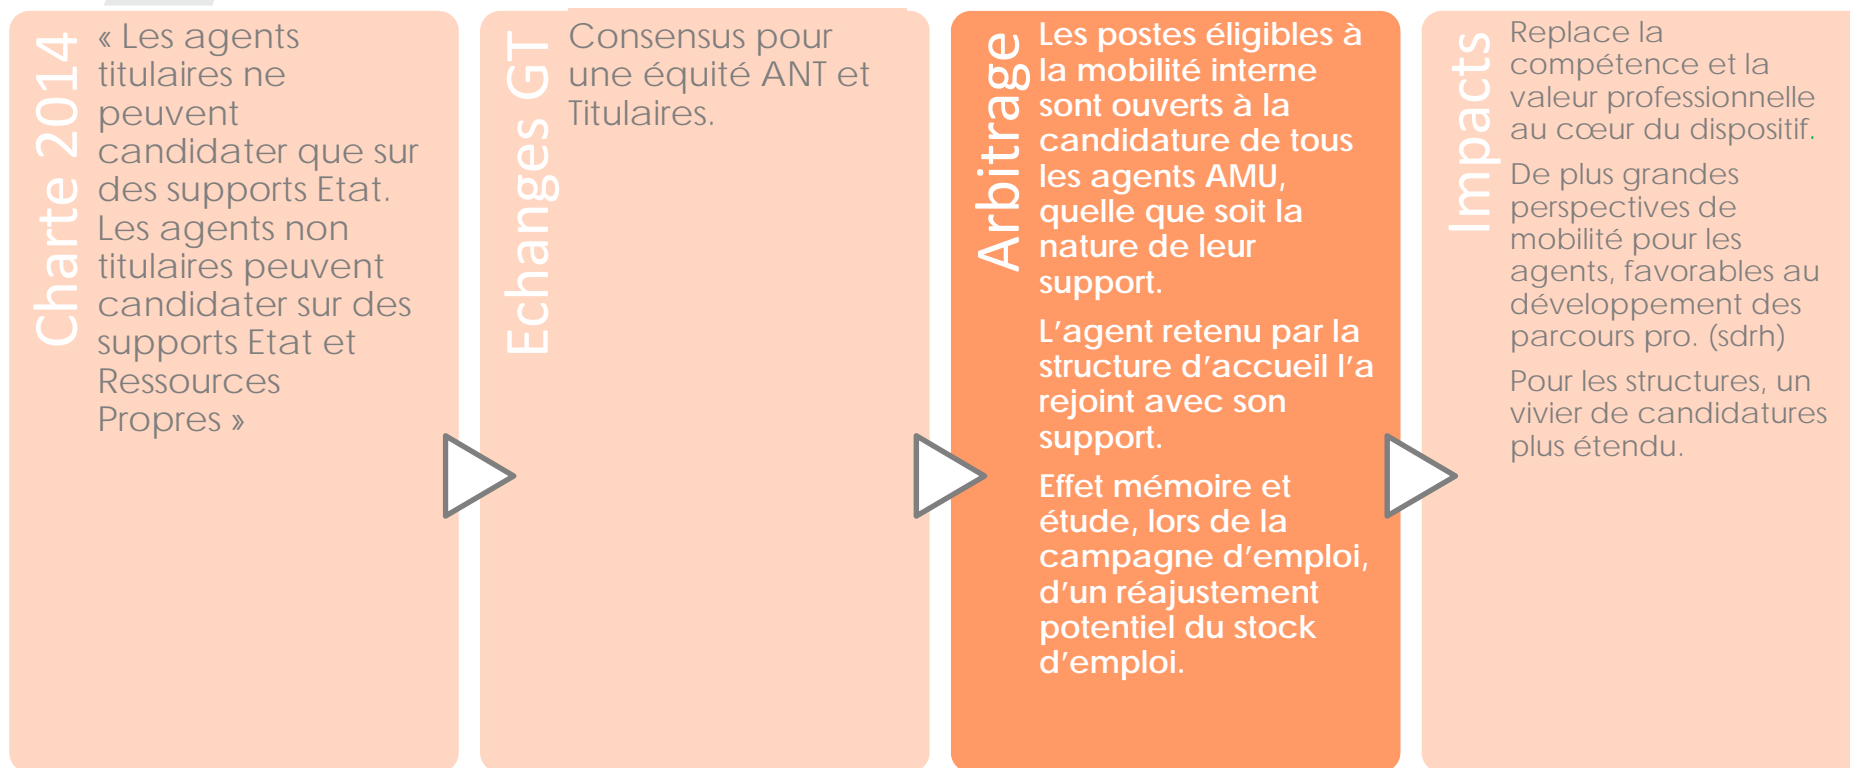 Charte 2014
« Les agents
titulaires ne
peuvent
candidater que sur
des supports Etat.
Les agents non
titulaires peuvent
candidater sur des
supports Etat et
Ressources
Propres »
Echanges GT
Consensus pour
une équité ANT et
Titulaires.
Arbitrage
Les postes éligibles à
la mobilité interne
sont ouverts à la
candidature de tous
les agents AMU,
quelle que soit la
nature de leur
support.
L’agent retenu par la
structure d’accueil l’a
rejoint avec son
support.
Effet mémoire et
étude, lors de la
campagne d’emploi,
d’un réajustement
potentiel du stock
d’emploi.
Impacts
Replace la
compétence et la
valeur professionnelle
au cœur du dispositif.
De plus grandes
perspectives de
mobilité pour les
agents, favorables au
développement des
parcours pro. (sdrh)
Pour les structures, un
vivier de candidatures
plus étendu.